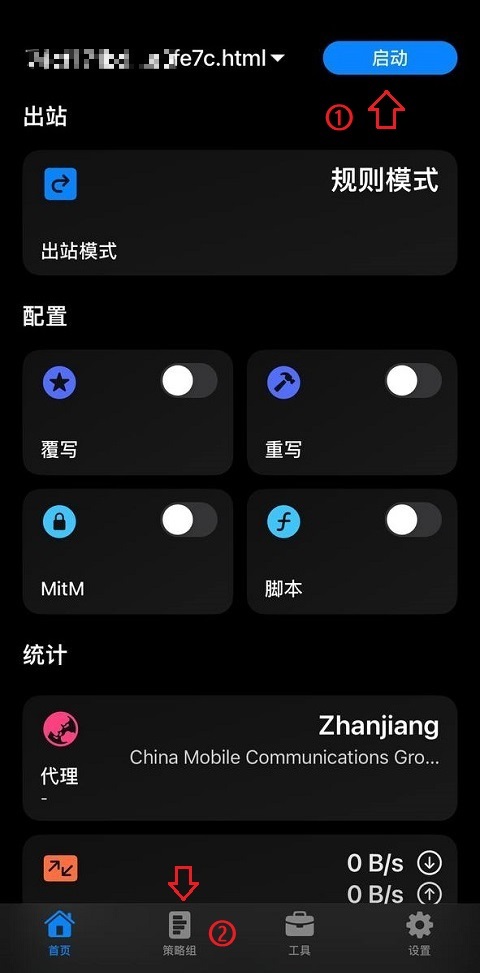 fe7c.html
启动
①
出站
规则模式
出站模式
配置
覆写
重写
MitM
脚本
统计
Zhanjiang
China Mobile Communications Gro...
代理
-
0 B/s
0 B/s
②
首页
策略组
工具
设置